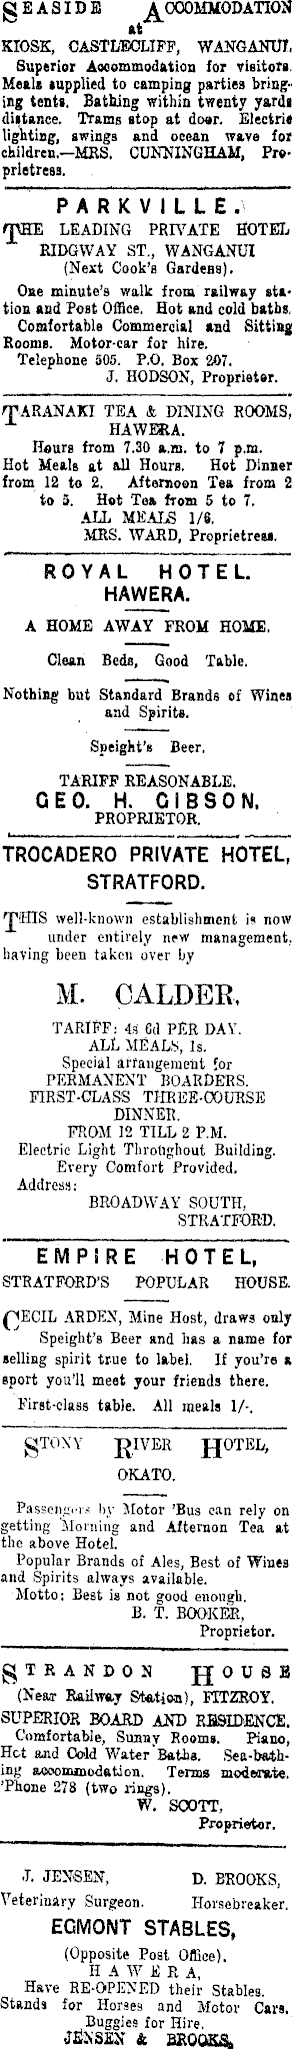 SEASIDE ACCOMMODATION
at
KIOSK, CASTLECLIFF, WANGANUI.
Superior Accommodation for visitors.
Meals supplied to camping parties bring-
ing tents. Bathing within twenty yards
distance. Trams stop at door. Electric
lighting, swings and ocean wave for
children.—MRS. CUNNINGHAM, Pro-
prietress.
PARKVILLE.
THE LEADING PRIVATE HOTEL
RIDGWAY ST., WANGANUI
(Next Cook's Gardens).
One minute's walk from railway sta-
tion and Post Office. Hot and cold baths.
Comfortable Commercial and Sitting
Rooms. Motor-car for hire.
Telephone 505. P.O. Box 207.
J. HODSON, Proprietor.
TARANAKI TEA & DINING ROOMS,
HAWERA.
Hours from 7.30 a.m. to 7 p.m.
Hot Meals at all Hours. Hot Dinner
from 12 to 2. Afternoon Tea from 2
to 5. Hot Tea from 5 to 7.
ALL MEALS 1/6.
MRS. WARD, Proprietress.
ROYAL HOTEL.
HAWERA.
A HOME AWAY FROM HOME.
Clean Beds, Good Table.
Nothing but Standard Brands of Wines
and Spirits.
Speight's Beer.
TARIFF REASONABLE.
GEO. H. GIBSON,
PROPRIETOR.
TROCADERO PRIVATE HOTEL,
STRATFORD.
THIS well-known establishment is now
under entirely new management,
having been taken over by
M. CALDER,
TARIFF: 4s 6d PER DAY.
ALL MEALS, 1s.
Special arrangement for
PERMANENT BOARDERS.
FIRST-CLASS THREE-COURSE
DINNER.
FROM 12 TILL 2 P.M.
Electric Light Throughout Building.
Every Comfort Provided.
Address:
BROADWAY SOUTH,
STRATFORD.
EMPIRE HOTEL,
STRATFORD'S POPULAR HOUSE.
CECIL ARDEN, Mine Host, draws only
Speight's Beer and has a name for
selling spirit true to label. If you're a
sport you'll meet your friends there.
First-class table. All meals 1/-.
STONY RIVER HOTEL,
OKATO.
Passengers by Motor 'Bus can rely on
getting Morning and Afternon Tea at
the above Hotel.
Popular Brands of Ales, Best of Wines
and Spirits always available.
Motto: Best is not good enough.
B. T. BOOKER,
Proprietor.
STRANDON HOUSE
(Near Railway Station), FITZROY.
SUPERIOR BOARD AND RESIDENCE.
Comfortable, Sunny Rooms. Piano,
Hot and Cold Water Baths. Sea-bath-
ing accommodation. Terms moderate.
'Phone 278 (two rings).
W. SCOTT,
Proprietor.
J. JENSEN, D. BROOKS,
Veterinary Surgeon. Horsebreaker.
EGMONT STABLES,
(Opposite Post Office).
HAWERA,
Have RE-OPENED their Stables.
Stands for Horses and Motor Cars.
Buggies for Hire.
JENSEN & BROOKS.